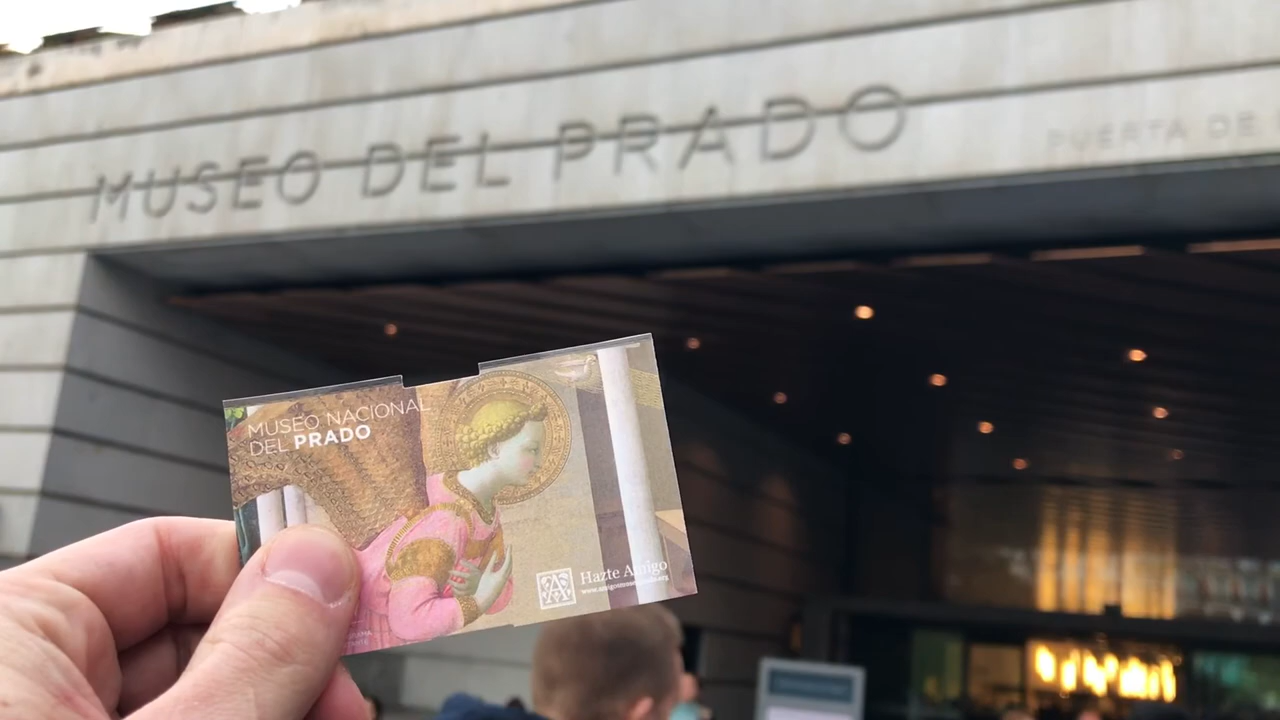 MUSEO DEL PRADO
PUERTA DE
MUSEO NACIONAL
DEL PRADO
Hazte Amigo